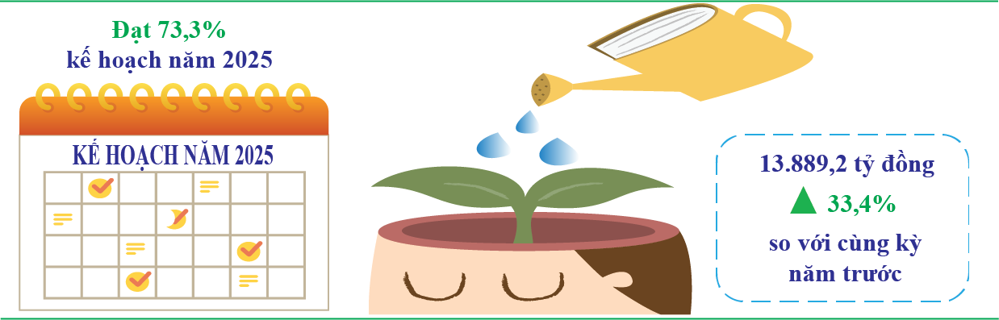 Đạt 73,3%
kế hoạch năm 2025
KẾ HOẠCH NĂM 2025
13.889,2 tỷ đồng
33,4%
so với cùng kỳ
năm trước